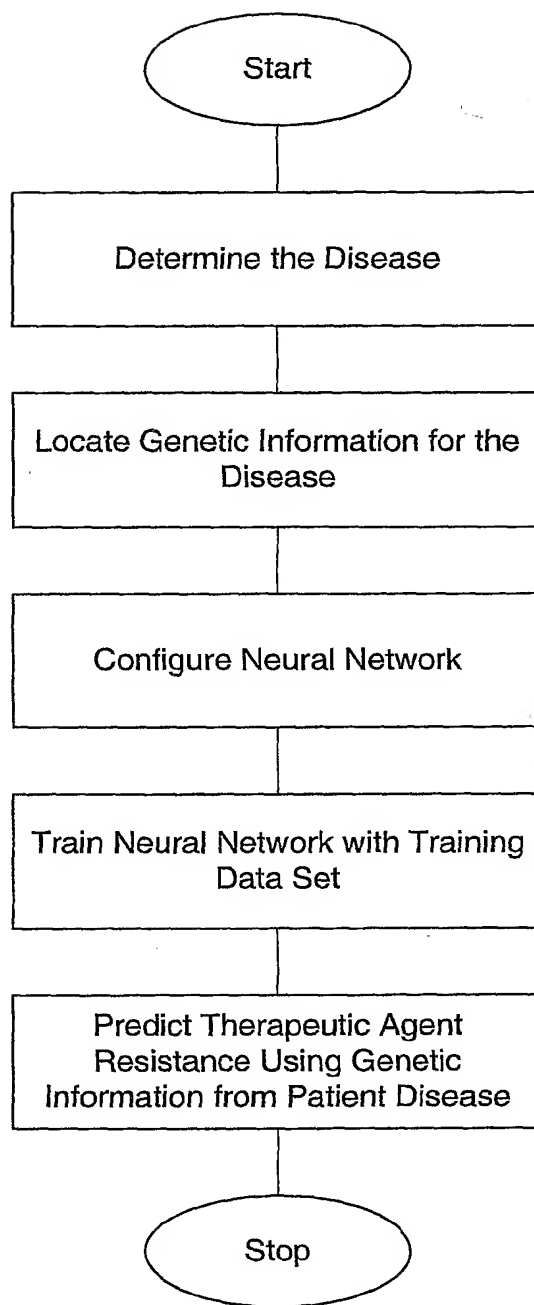 Start
Determine the Disease
Locate Genetic Information for the
Disease
Configure Neural Network
Train Neural Network with Training
Data Set
Predict Therapeutic Agent
Resistance Using Genetic
Information from Patient Disease
Stop